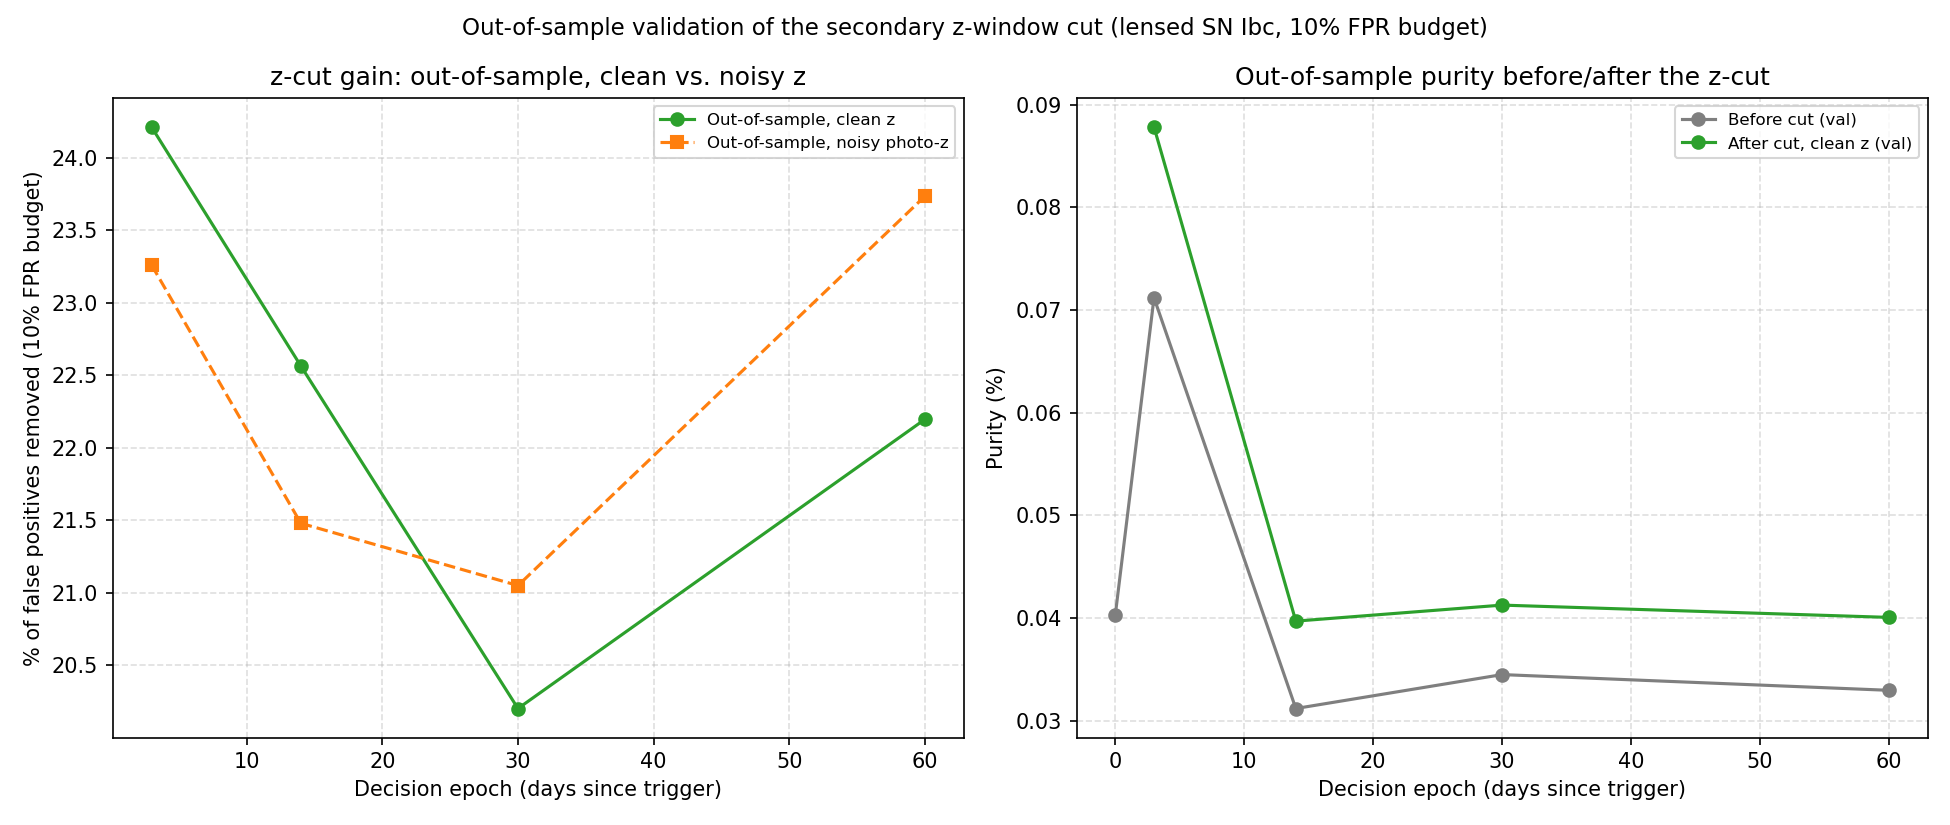 Out-of-sample validation of the secondary z-window cut (lensed SN Ibc, 10% FPR budget)
z-cut gain: out-of-sample, clean vs. noisy z
Out-of-sample, clean z
Out-of-sample, noisy photo-z
% of false positives removed (10% FPR budget)
24.0
23.5
23.0
22.5
22.0
21.5
21.0
20.5
10
20
30
40
50
60
Decision epoch (days since trigger)
Out-of-sample purity before/after the z-cut
Before cut (val)
After cut, clean z (val)
Purity (%)
0.09
0.08
0.07
0.06
0.05
0.04
0.03
0
10
20
30
40
50
60
Decision epoch (days since trigger)